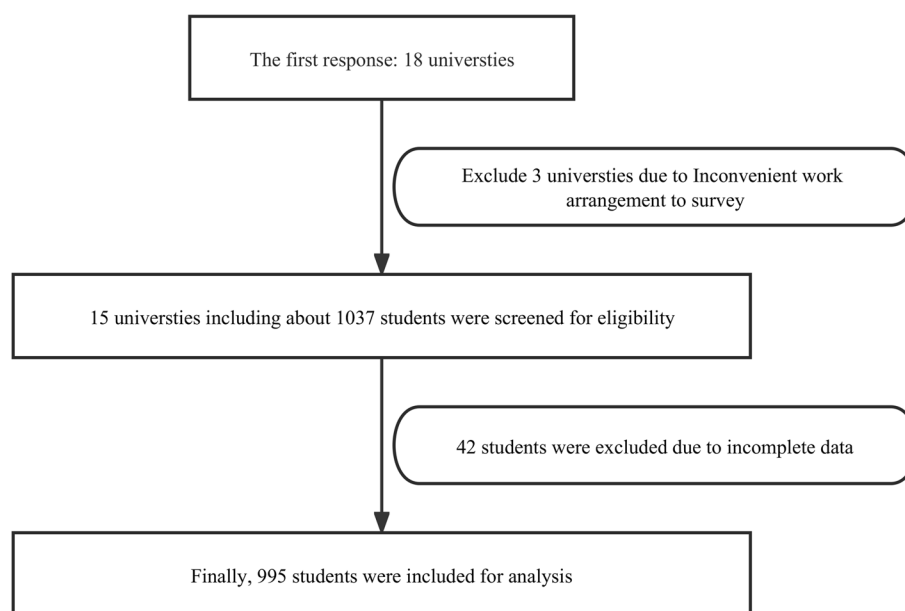 The first response: 18 universties
Exclude 3 universties due to Inconvenient work
arrangement to survey
15 universties including about 1037 students were screened for eligibility
42 students were excluded due to incomplete data
Finally, 995 students were included for analysis